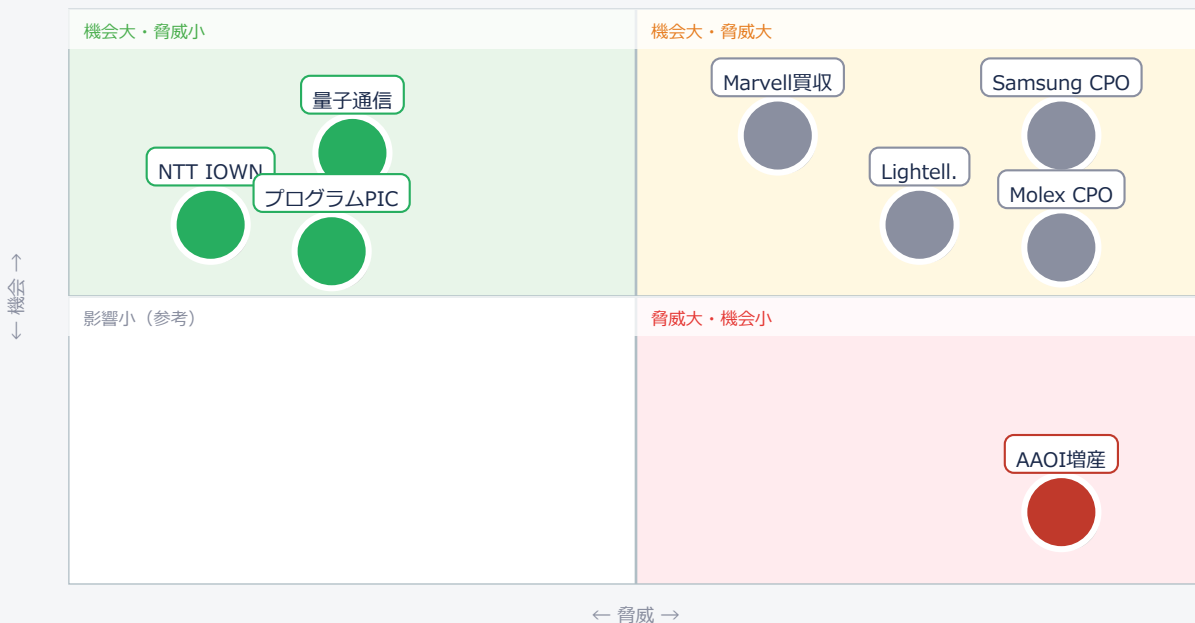 機会大・脅威小
機会大・脅威大
Marvell買収
Samsung CPO
量子通信
NTT IOWN
Lightell.
プログラムPIC
Molex CPO
← 機会 →
影響小（参考）
脅威大・機会小
AAOI増産
← 脅威 →